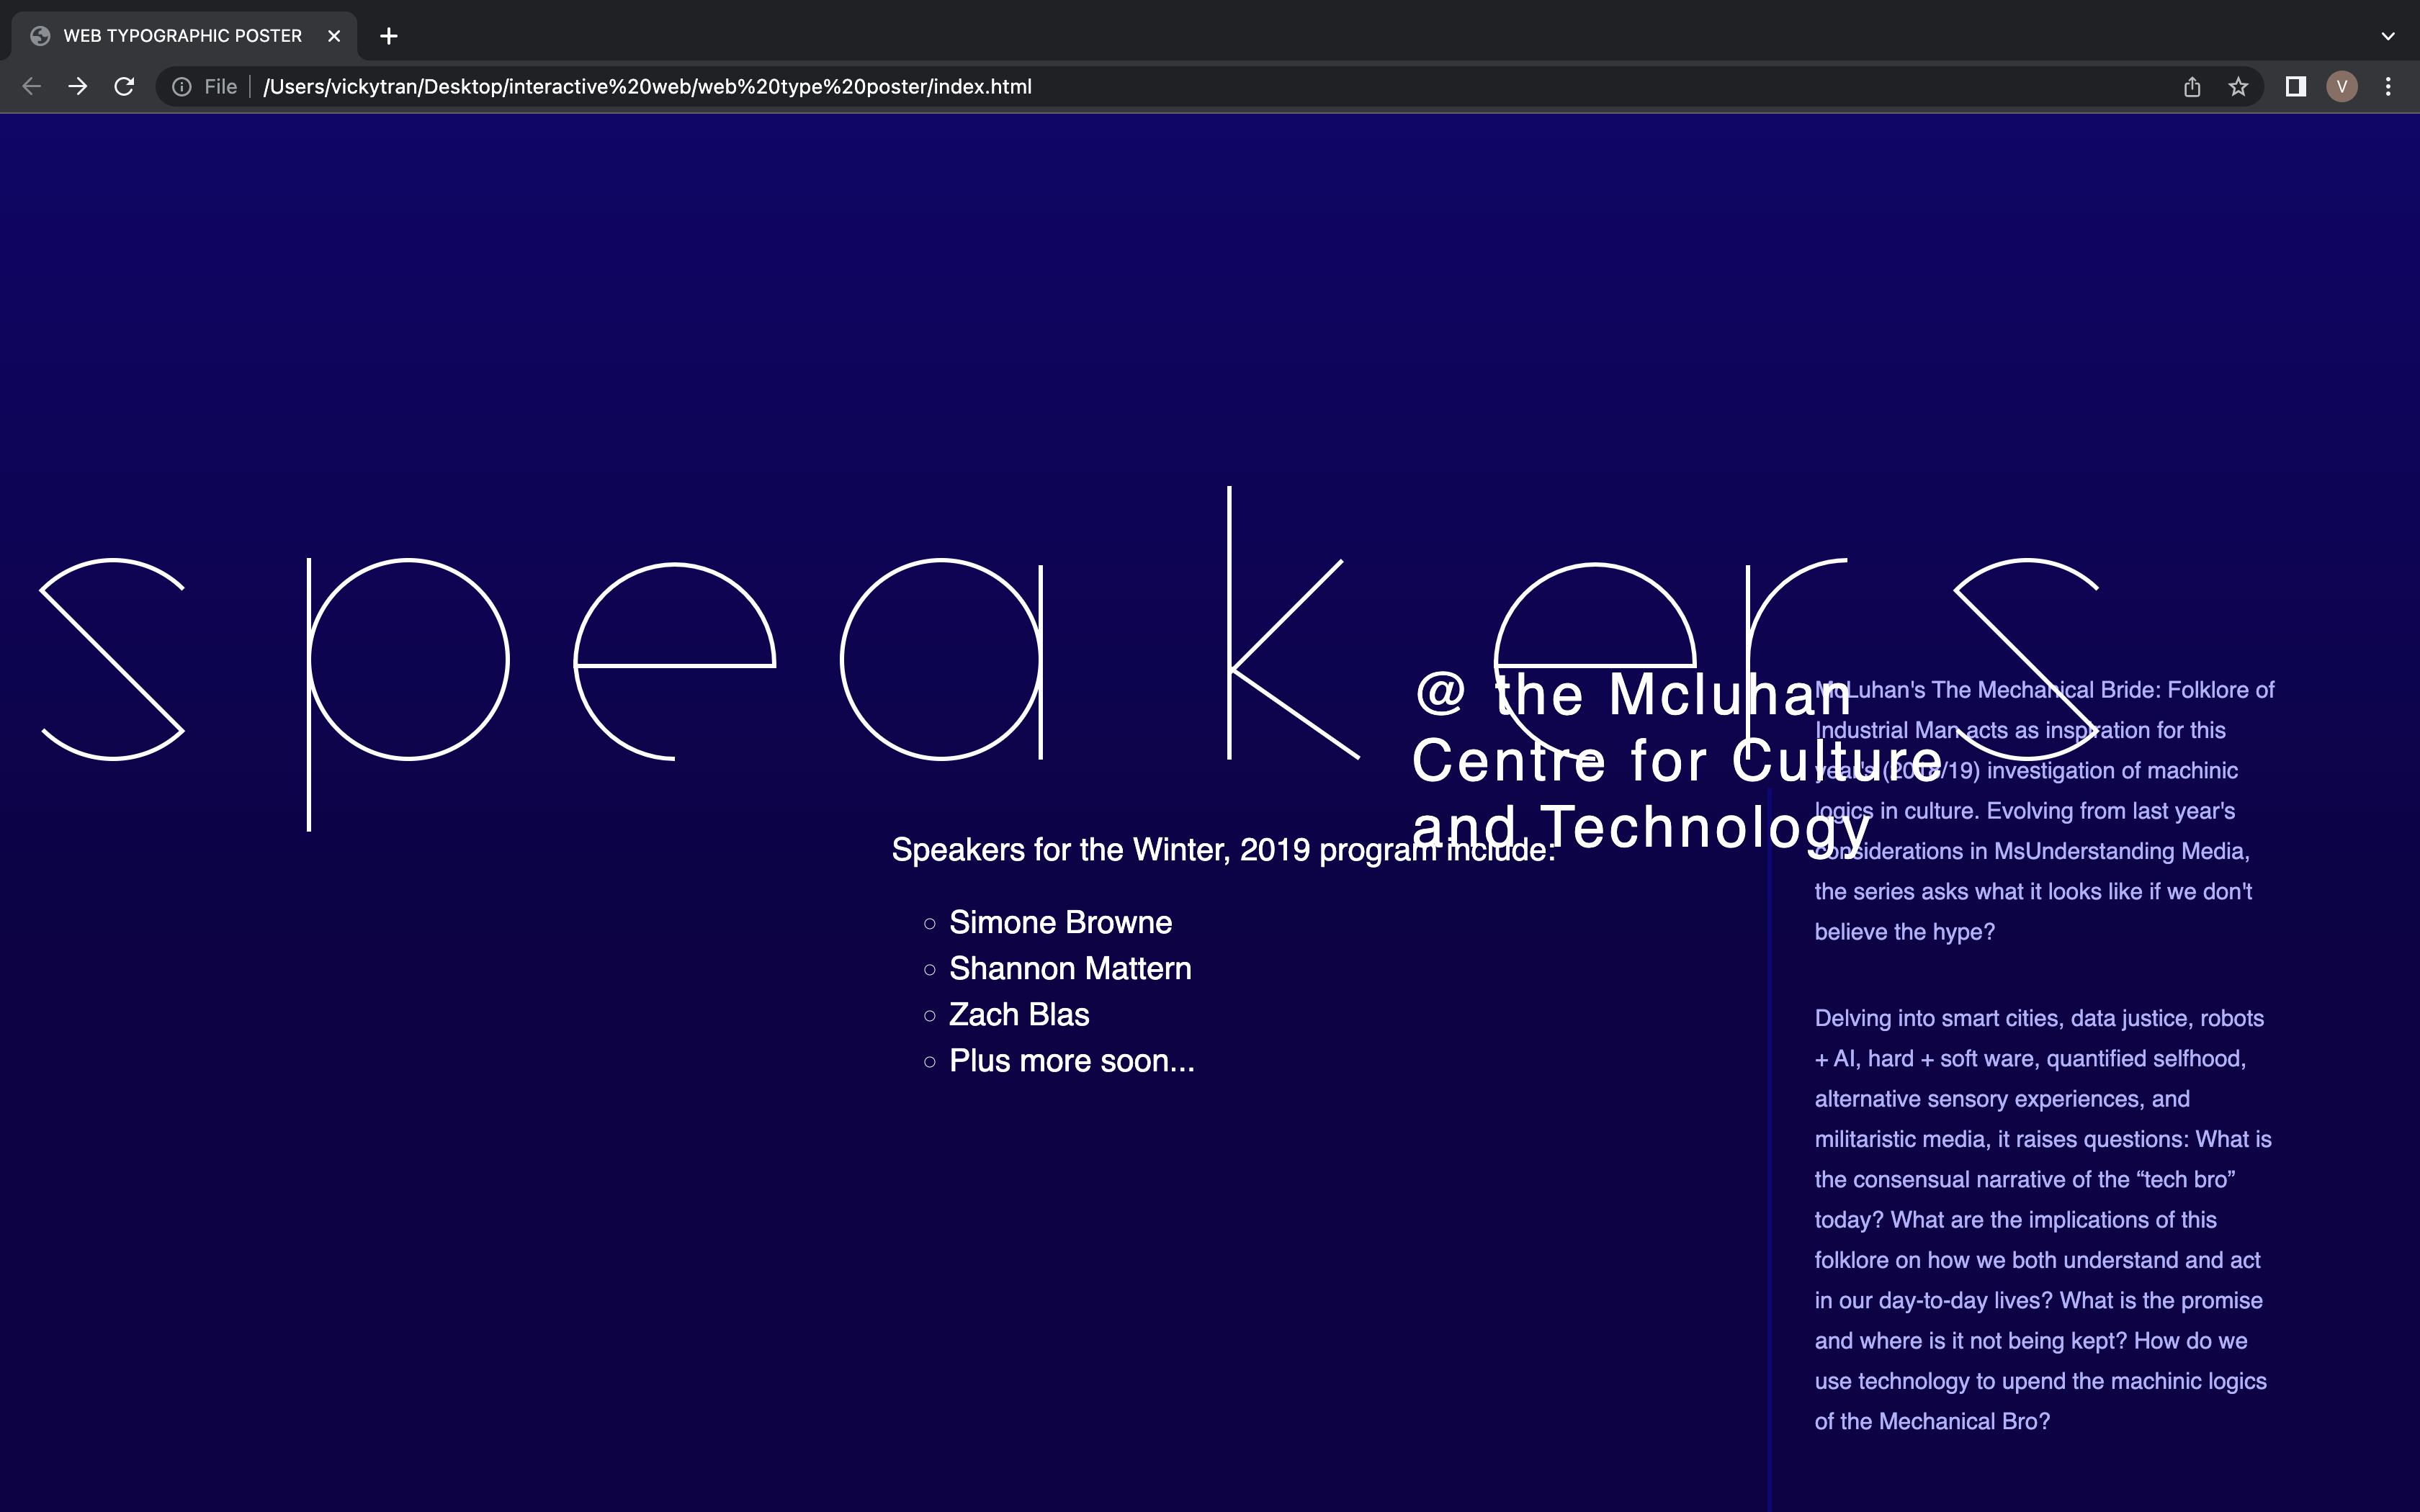 WEB TYPOGRAPHIC POSTER
File
/Users/vickytran/Desktop/interactive%20web/web%20type%20poster/index.html
V
speakers
@ the Mcluhan
Centre for Culture
and Technology
Speakers for the Winter, 2019 program include:
Simone Browne
Shannon Mattern
Zach Blas
Plus more soon...
McLuhan's The Mechanical Bride: Folklore of
Industrial Man acts as inspiration for this
year's (2018/19) investigation of machinic
logics in culture. Evolving from last year's
considerations in MsUnderstanding Media,
the series asks what it looks like if we don't
believe the hype?
Delving into smart cities, data justice, robots
+ AI, hard + soft ware, quantified selfhood,
alternative sensory experiences, and
militaristic media, it raises questions: What is
the consensual narrative of the “tech bro”
today? What are the implications of this
folklore on how we both understand and act
in our day-to-day lives? What is the promise
and where is it not being kept? How do we
use technology to upend the machinic logics
of the Mechanical Bro?